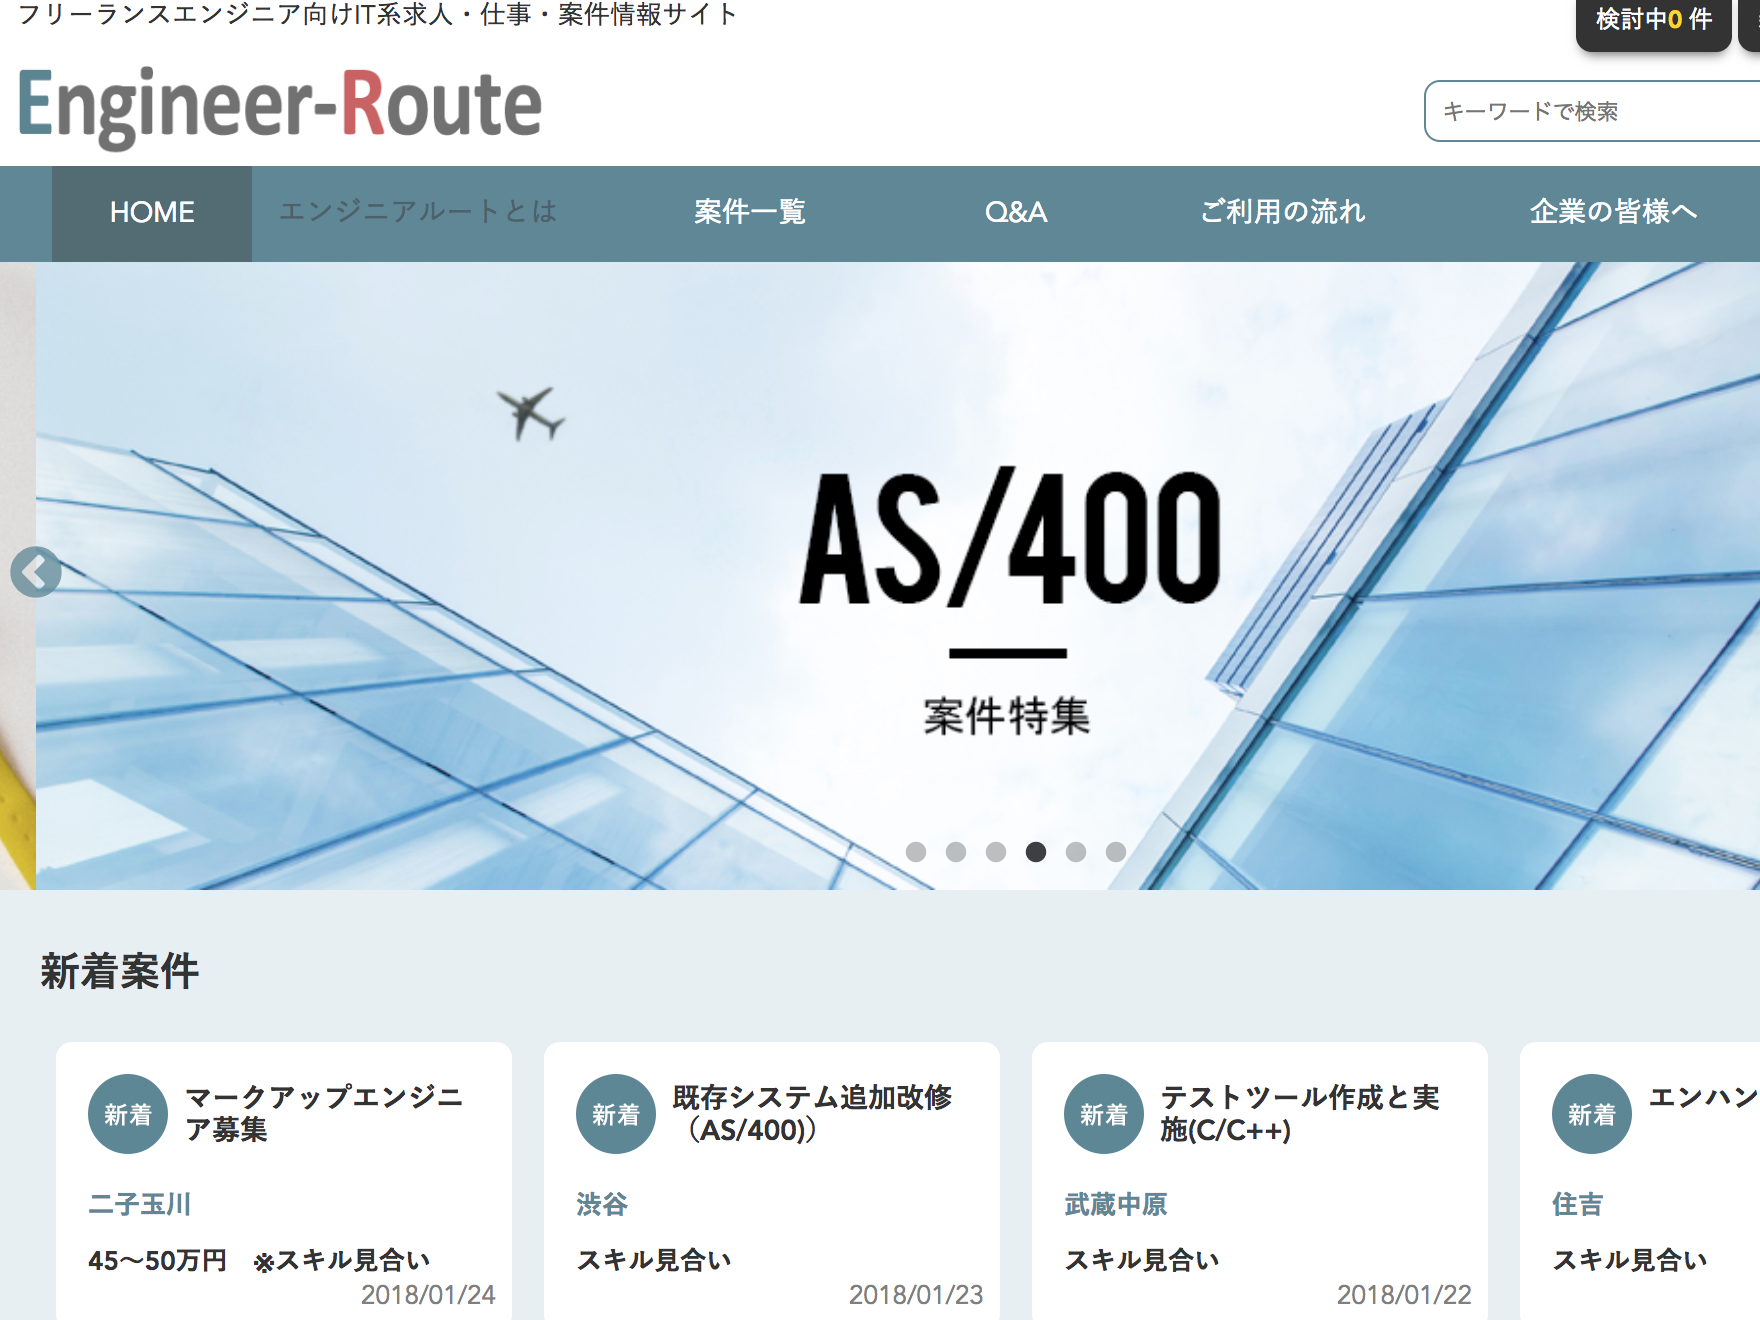 フリーランスエンジニア向けIT系求人・仕事・案件情報サイト
検討中0 件
Engineer-Route
キーワードで検索
HOME
エンジニアルートとは
案件一覧
Q&A
ご利用の流れ
企業の皆様へ
AS/400
案件特集
新着案件
新着
マークアップエンジニ
ア募集
二子玉川
45〜50万円　※スキル見合い
2018/01/24
新着
既存システム追加改修
（AS/400)）
渋谷
スキル見合い
2018/01/23
新着
テストツール作成と実
施(C/C++)
武蔵中原
スキル見合い
2018/01/22
新着
エンハン
住吉
スキル見合い